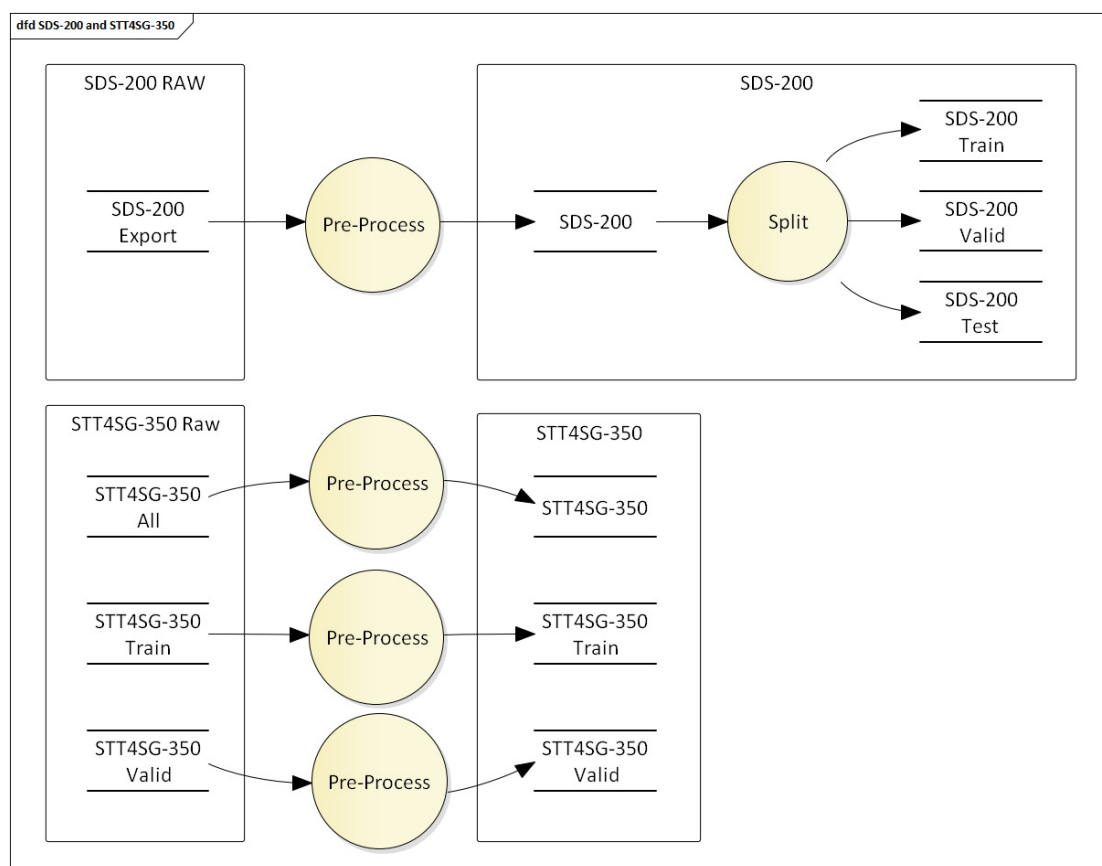 dfd SDS-200 and STT4SG-350
SDS-200 RAW
SDS-200
Export
Pre-Process
SDS-200
SDS-200
Split
SDS-200
Train
SDS-200
Valid
SDS-200
Test
STT4SG-350 Raw
STT4SG-350
All
Pre-Process
STT4SG-350
STT4SG-350
STT4SG-350
Train
Pre-Process
STT4SG-350
Train
STT4SG-350
Valid
Pre-Process
STT4SG-350
Valid